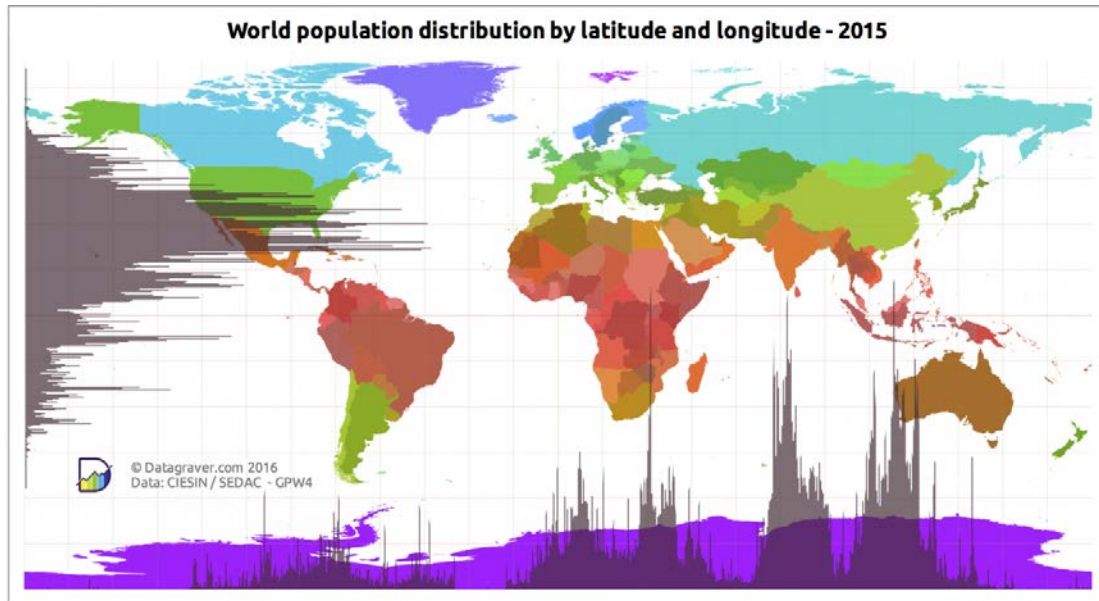 World population distribution by latitude and longitude - 2015
© Datagraver.com 2016
Data: CIESIN / SEDAC - GPW4